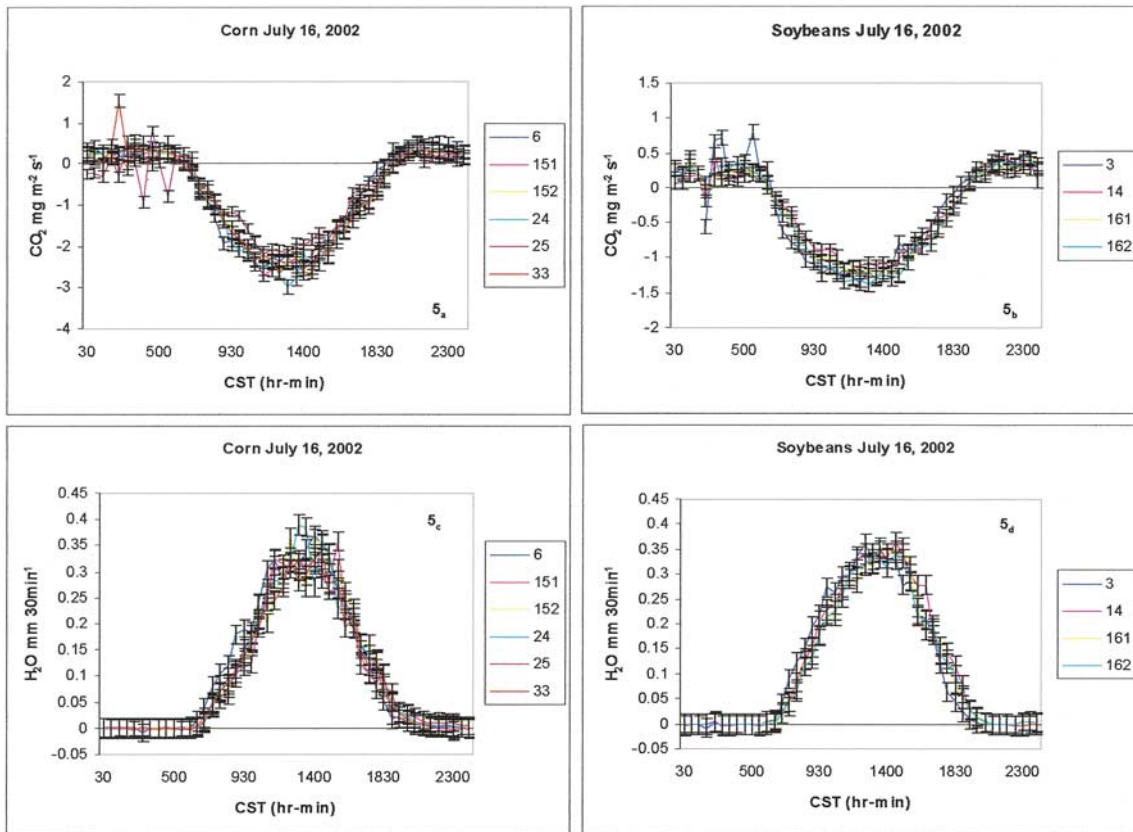 Corn July 16, 2002
CO₂ mg m⁻² s⁻¹
2
1
0
-1
-2
-3
-4
30 500 930 1400 1830 2300
CST (hr-min)
5ₐ
6
151
152
24
25
33
Soybeans July 16, 2002
CO₂ mg m⁻² s⁻¹
1.5
1
0.5
0
-0.5
-1
-1.5
-2
30 500 930 1400 1830 2300
CST (hr-min)
5b
3
14
161
162
Corn July 16, 2002
H₂O mm 30min⁻¹
0.45
0.4
0.35
0.3
0.25
0.2
0.15
0.1
0.05
0
-0.05
30 500 930 1400 1830 2300
CST (hr-min)
5c
6
151
152
24
25
33
Soybeans July 16, 2002
H₂O mm 30min¹
0.45
0.4
0.35
0.3
0.25
0.2
0.15
0.1
0.05
0
-0.05
30 500 930 1400 1830 2300
CST (hr-min)
5d
3
14
161
162